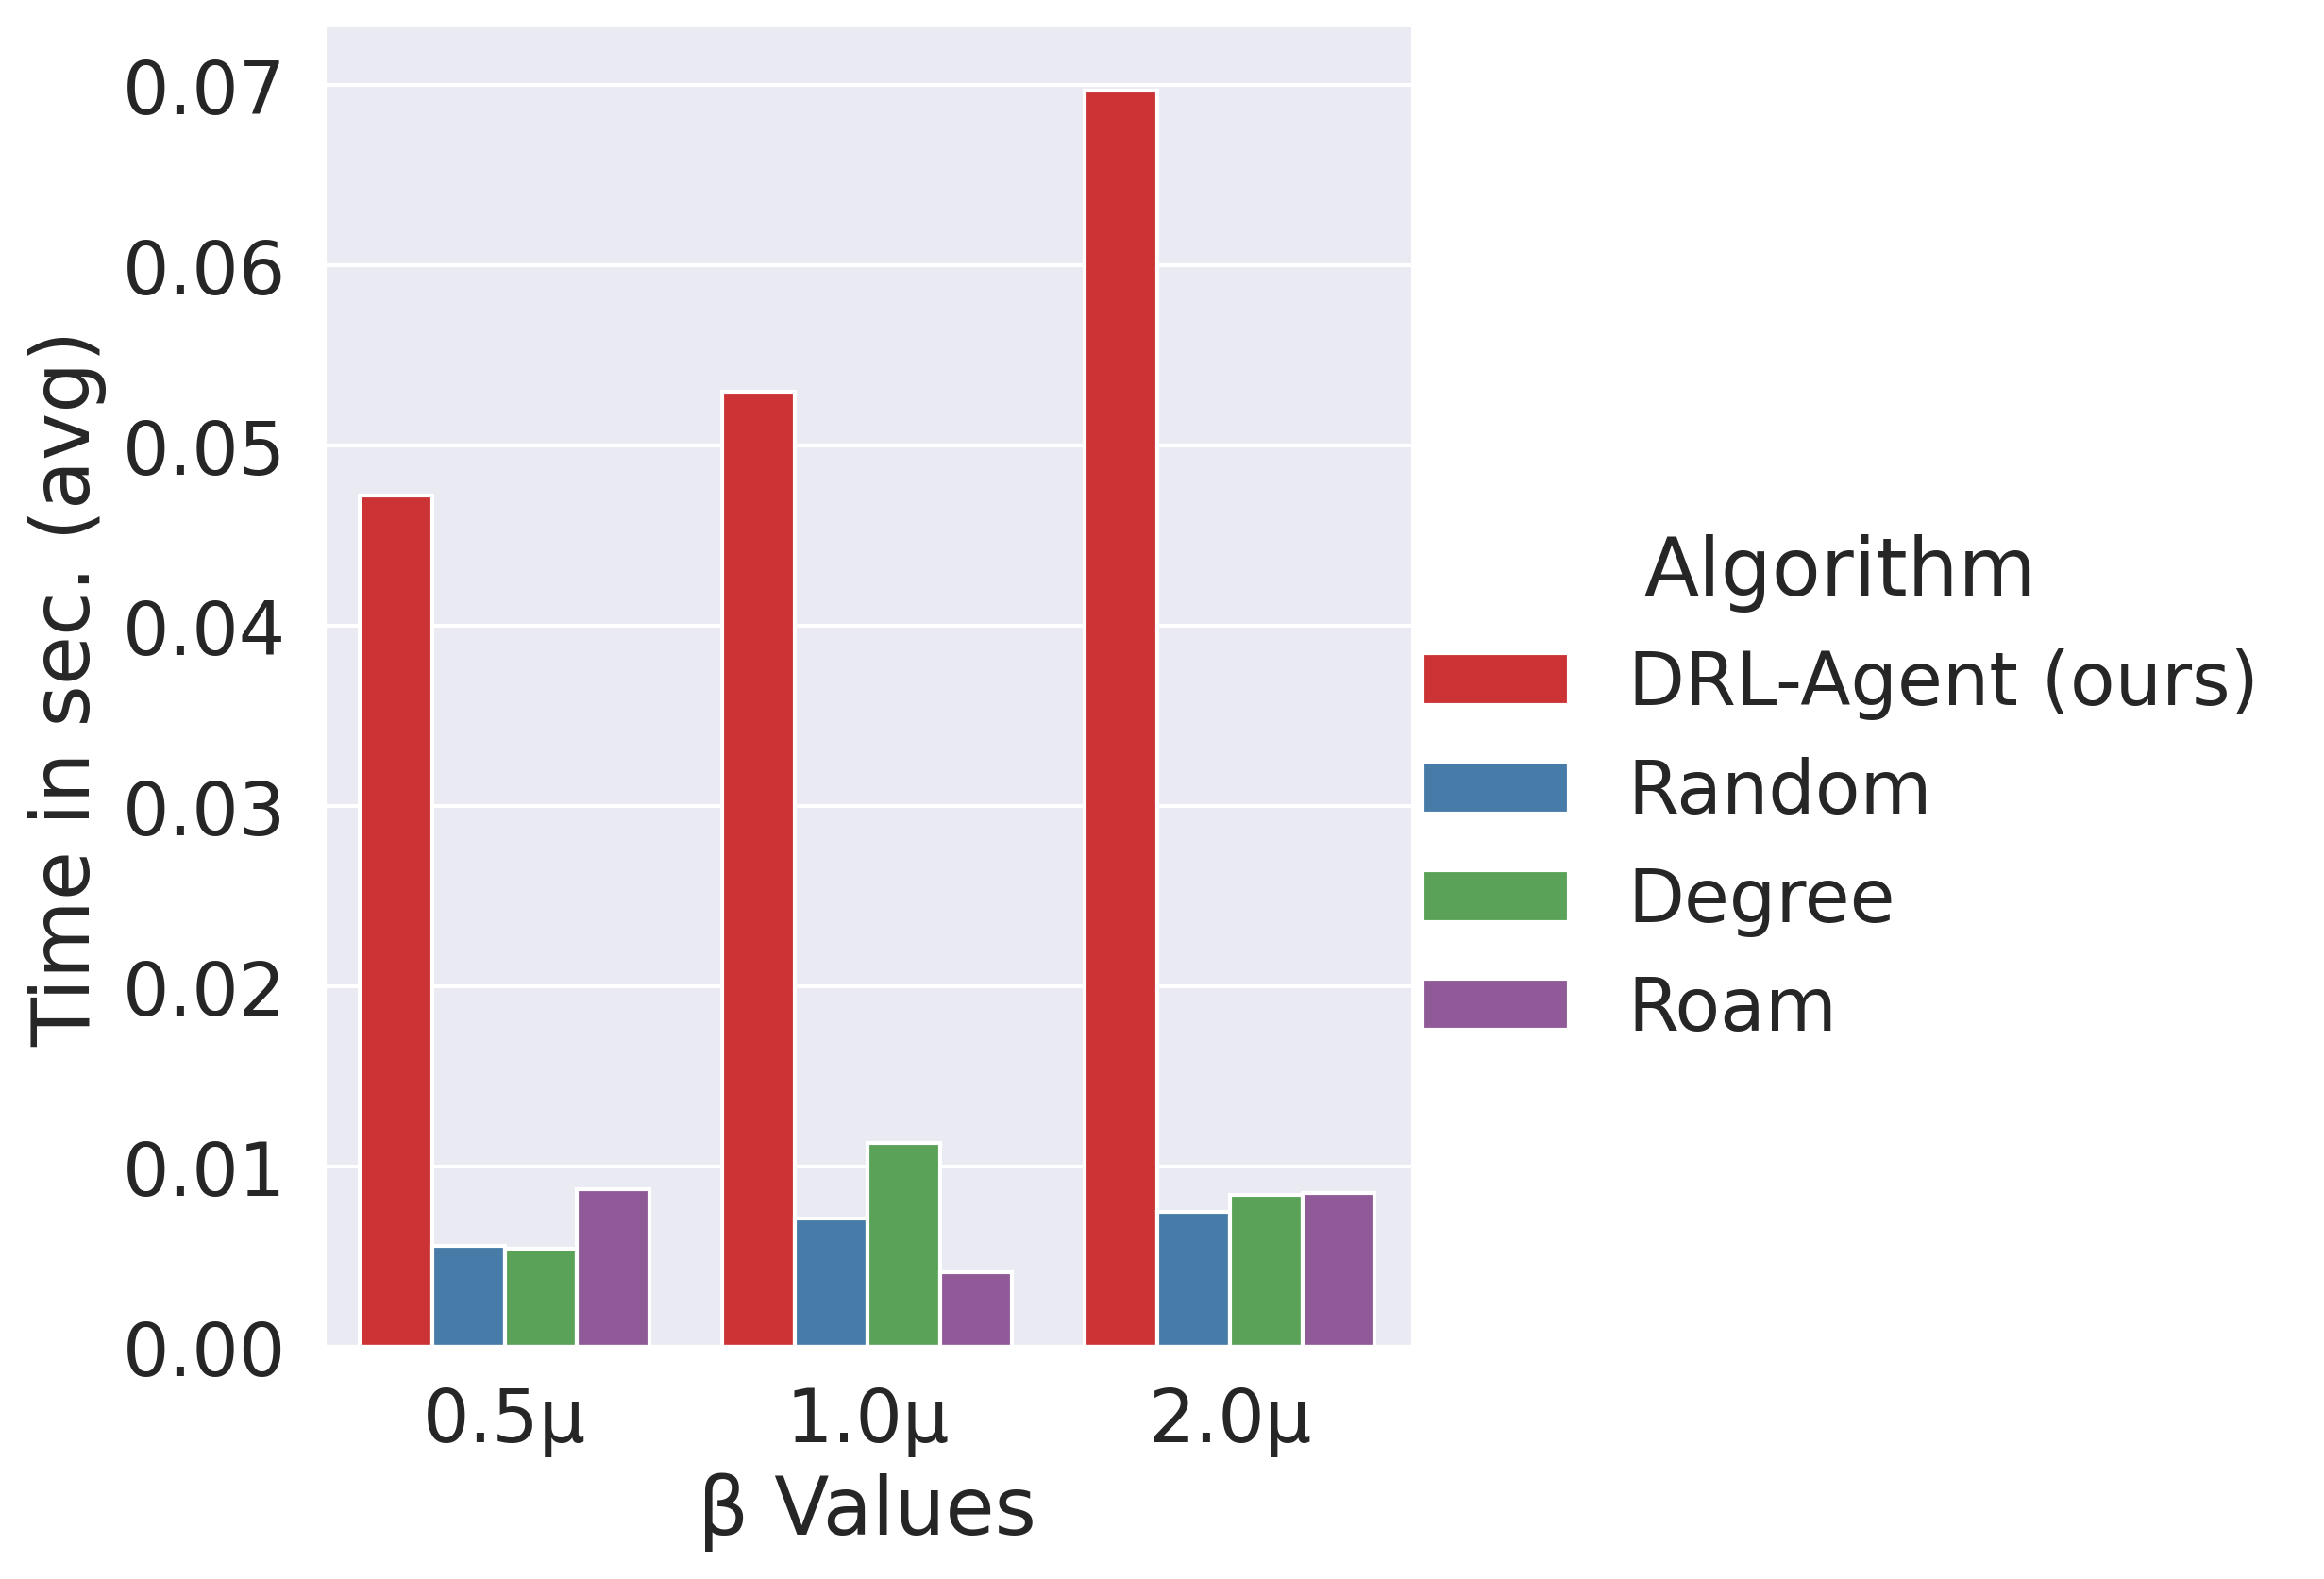 0.07
0.06
0.05
0.04
0.03
0.02
0.01
0.00
Time in sec. (avg)
0.5µ 1.0µ 2.0µ
β Values
Algorithm
DRL-Agent (ours)
Random
Degree
Roam